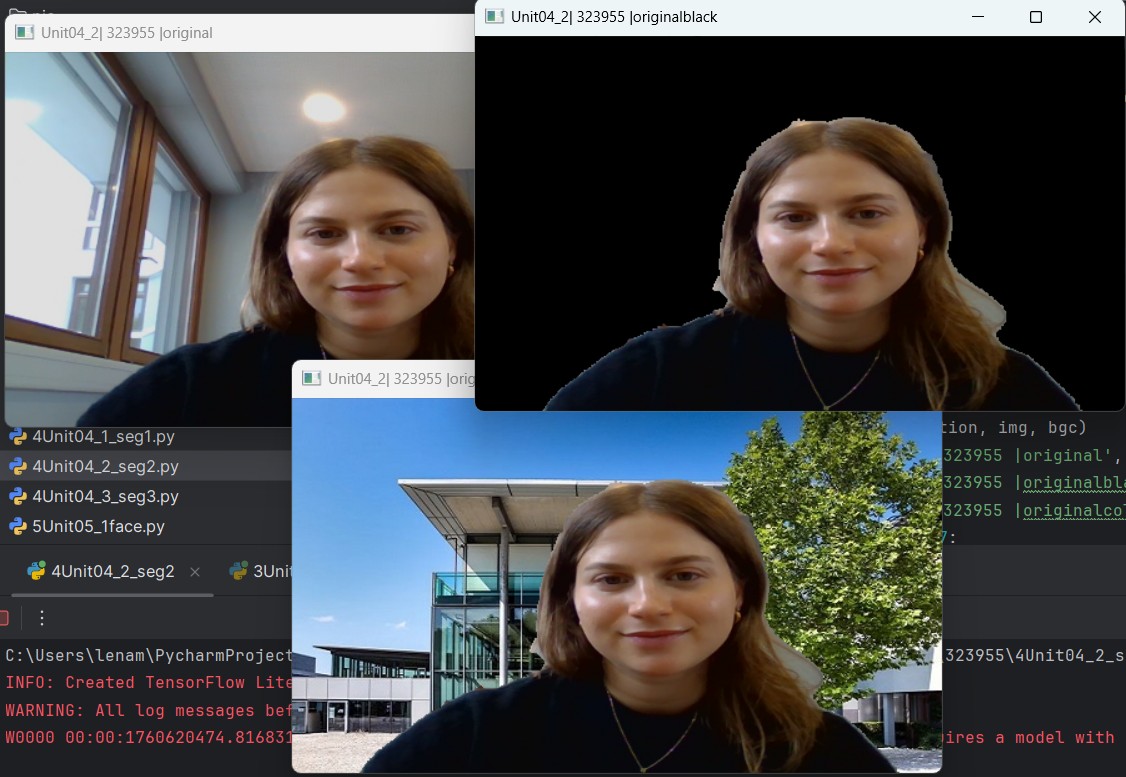 Unit04_2| 323955 |original
Unit04_2| 323955 |originalblack
Unit04_2| 323955 |orig
4Unit04_1_seg1.py
4Unit04_2_seg2.py
4Unit04_3_seg3.py
5Unit05_1face.py
tion, img, bgc)
323955 |original',
323955 |originalbla
323955 |originalcol
4Unit04_2_seg2
3Unit
C:\Users\lenam\PycharmProject
\323955\4Unit04_2_s
INFO: Created TensorFlow Lite
WARNING: All log messages bef
W0000 00:00:1760620474.816831
ires a model with